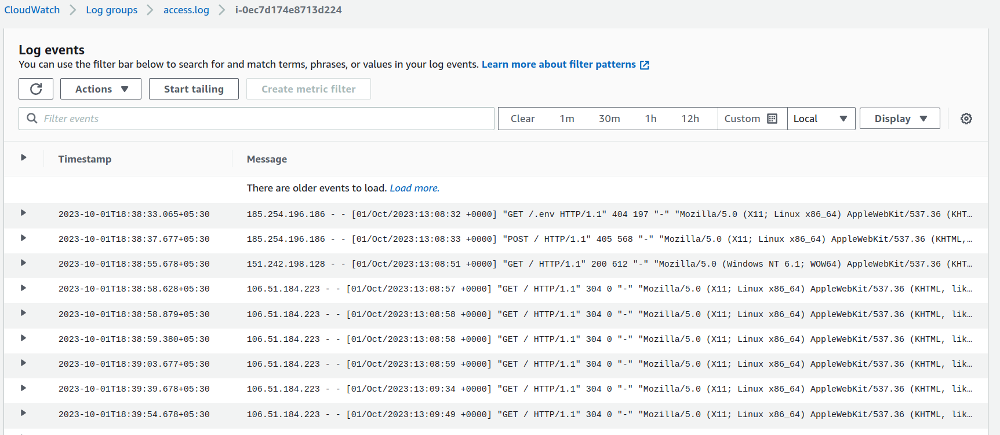 CloudWatch > Log groups > access.log > i-0ec7d174e8713d224
Log events
You can use the filter bar below to search for and match terms, phrases, or values in your log events. Learn more about filter patterns
Actions Start tailing Create metric filter
Filter events Clear 1m 30m 1h 12h Custom Local Display
Timestamp Message
There are older events to load. Load more.
2023-10-01T18:38:33.065+05:30 185.254.196.186 - - [01/Oct/2023:13:08:32 +0000] "GET /.env HTTP/1.1" 404 197 "-" "Mozilla/5.0 (X11; Linux x86_64) AppleWebKit/537.36 (KHT…
2023-10-01T18:38:37.677+05:30 185.254.196.186 - - [01/Oct/2023:13:08:33 +0000] "POST / HTTP/1.1" 405 568 "-" "Mozilla/5.0 (X11; Linux x86_64) AppleWebKit/537.36 (KHTML,…
2023-10-01T18:38:55.678+05:30 151.242.198.128 - - [01/Oct/2023:13:08:51 +0000] "GET / HTTP/1.1" 200 612 "-" "Mozilla/5.0 (Windows NT 6.1; WOW64) AppleWebKit/537.36 (KHT…
2023-10-01T18:38:58.628+05:30 106.51.184.223 - - [01/Oct/2023:13:08:57 +0000] "GET / HTTP/1.1" 304 0 "-" "Mozilla/5.0 (X11; Linux x86_64) AppleWebKit/537.36 (KHTML, lik…
2023-10-01T18:38:58.879+05:30 106.51.184.223 - - [01/Oct/2023:13:08:58 +0000] "GET / HTTP/1.1" 304 0 "-" "Mozilla/5.0 (X11; Linux x86_64) AppleWebKit/537.36 (KHTML, lik…
2023-10-01T18:38:59.380+05:30 106.51.184.223 - - [01/Oct/2023:13:08:58 +0000] "GET / HTTP/1.1" 304 0 "-" "Mozilla/5.0 (X11; Linux x86_64) AppleWebKit/537.36 (KHTML, lik…
2023-10-01T18:39:03.677+05:30 106.51.184.223 - - [01/Oct/2023:13:08:59 +0000] "GET / HTTP/1.1" 304 0 "-" "Mozilla/5.0 (X11; Linux x86_64) AppleWebKit/537.36 (KHTML, lik…
2023-10-01T18:39:39.678+05:30 106.51.184.223 - - [01/Oct/2023:13:09:34 +0000] "GET / HTTP/1.1" 304 0 "-" "Mozilla/5.0 (X11; Linux x86_64) AppleWebKit/537.36 (KHTML, lik…
2023-10-01T18:39:54.678+05:30 106.51.184.223 - - [01/Oct/2023:13:09:49 +0000] "GET / HTTP/1.1" 304 0 "-" "Mozilla/5.0 (X11; Linux x86_64) AppleWebKit/537.36 (KHTML, lik…